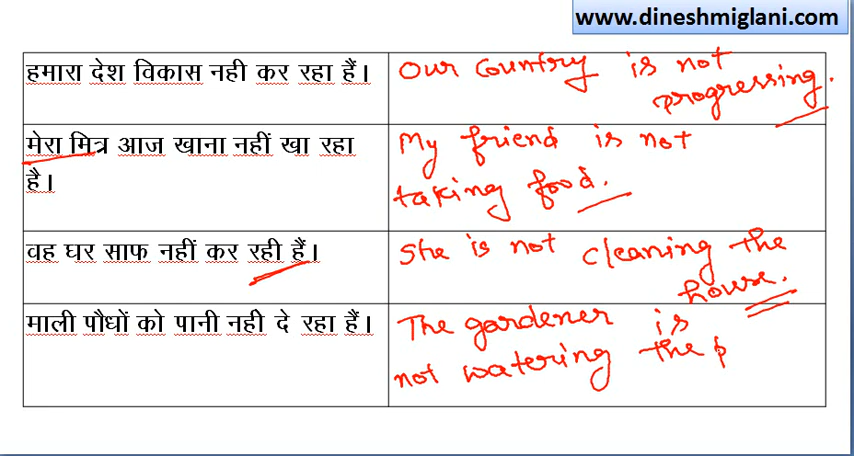 www.dineshmiglani.com
हमारा देश विकास नही कर रहा हैं।
Our Country is not
progressing.
मेरा मित्र आज खाना नहीं खा रहा
है।
My friend is not
taking food.
वह घर साफ नहीं कर रही हैं।
She is not cleaning the
house.
माली पौधों को पानी नही दे रहा हैं।
The gardener is
not watering the p